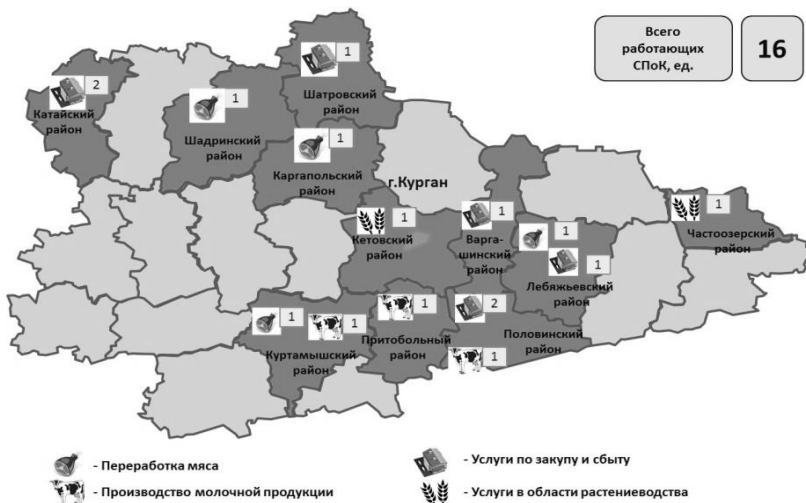 Всего
работающих
СПоК, ед.
16
1
Шатровский
район
2
Катайский
район
1
Шадринский
район
1
Каргапольский
район
г.Курган
1
Кетовский
район
1
Варга-
шинский
район
1
1
Лебяжьевский
район
1
Частоозерский
район
1
1
Куртамышский
район
1
Притобольный
район
2
Половинский
район
1
- Переработка мяса
- Услуги по закупу и сбыту
- Производство молочной продукции
- Услуги в области растениеводства